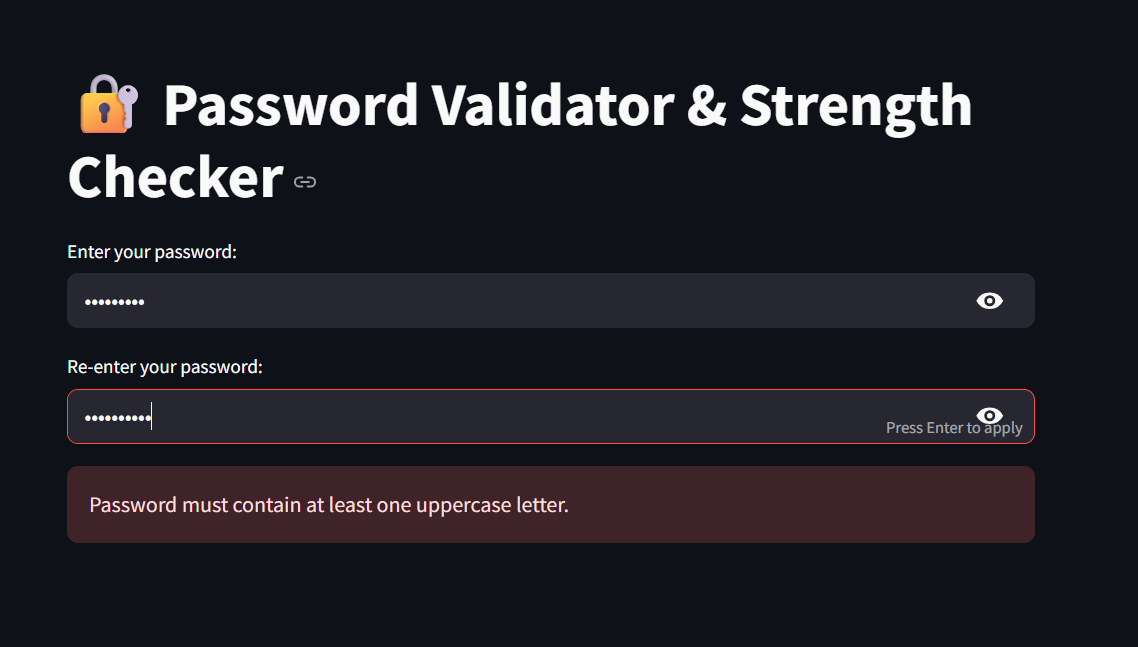 Password Validator & Strength
Checker
Enter your password:
•••••••••
Re-enter your password:
••••••••••
Press Enter to apply
Password must contain at least one uppercase letter.